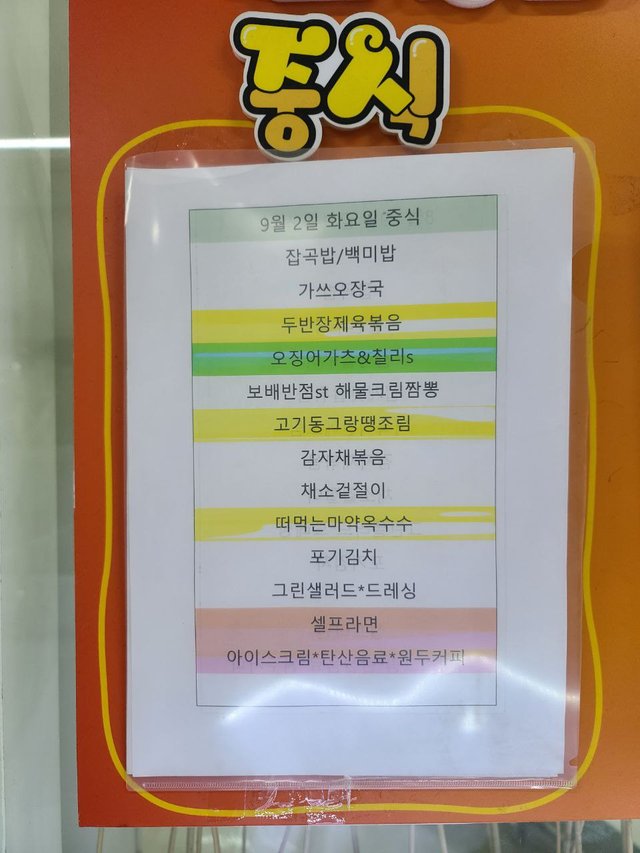 중식
9월 2일 화요일 중식
잡곡밥/백미밥
가쓰오장국
두반장제육볶음
오징어가츠&칠리s
보배반점st 해물크림짬뽕
고기동그랑땡조림
감자채볶음
채소겉절이
떠먹는마약옥수수
포기김치
그린샐러드*드레싱
셀프라면
아이스크림*탄산음료*원두커피